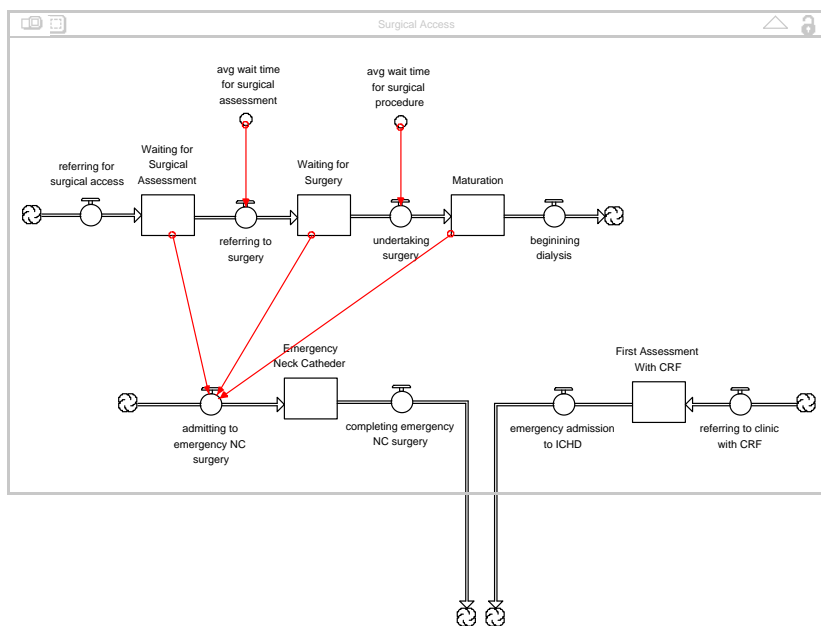 Surgical Access
avg wait time
for surgical
assessment
avg wait time
for surgical
procedure
referring for
surgical access
Waiting for
Surgical
Assessment
Waiting for
Surgery
Maturation
referring to
surgery
undertaking
surgery
beginining
dialysis
Emergency
Neck Catheder
First Assessment
With CRF
admitting to
emergency NC
surgery
completing emergency
NC surgery
emergency admission
to ICHD
referring to clinic
with CRF